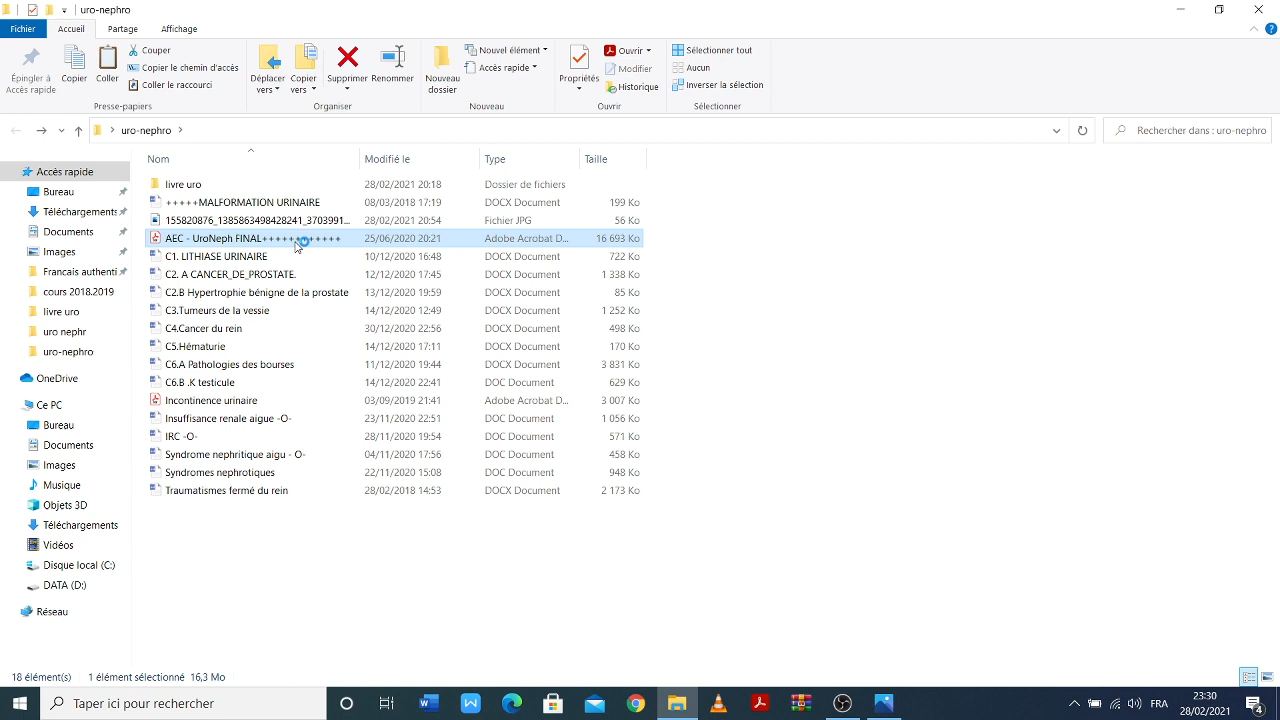 uro-nephro
Fichier Accueil Partage Affichage
Épingler à Accès rapide
Copier
Coller
Couper
Copier le chemin d'accès
Coller le raccourci
Presse-papiers
Déplacer vers
Copier vers
Supprimer
Renommer
Organiser
Nouveau dossier
Nouvel élément
Accès rapide
Nouveau
Propriétés
Ouvrir
Modifier
Historique
Ouvrir
Sélectionner tout
Aucun
Inverser la sélection
Sélectionner
uro-nephro
Rechercher dans : uro-nephro
Accès rapide
Bureau
Téléchargements
Documents
Images
Francais authenti
cours 2018.2019
livre uro
uro nephr
uro-nephro
OneDrive
Ce PC
Bureau
Documents
Images
Musique
Objets 3D
Téléchargements
Vidéos
Disque local (C:)
DATA (D:)
Réseau
Nom Modifié le Type Taille
livre uro 28/02/2021 20:18 Dossier de fichiers
+++++MALFORMATION URINAIRE 08/03/2018 17:19 DOCX Document 199 Ko
155820876_1385863498428241_3703991... 28/02/2021 20:54 Fichier JPG 56 Ko
AEC - UroNeph FINAL++++++++++++ 25/06/2020 20:21 Adobe Acrobat D... 16 693 Ko
C1. LITHIASE URINAIRE 10/12/2020 16:48 DOCX Document 722 Ko
C2. A CANCER_DE_PROSTATE. 12/12/2020 17:45 DOCX Document 1 338 Ko
C2.B Hypertrophie bénigne de la prostate 13/12/2020 19:59 DOCX Document 85 Ko
C3.Tumeurs de la vessie 14/12/2020 12:49 DOCX Document 1 252 Ko
C4.Cancer du rein 30/12/2020 22:56 DOCX Document 498 Ko
C5.Hématurie 14/12/2020 17:11 DOCX Document 170 Ko
C6.A Pathologies des bourses 11/12/2020 19:44 DOCX Document 3 831 Ko
C6.B .K testicule 14/12/2020 22:41 DOC Document 629 Ko
Incontinence urinaire 03/09/2019 21:41 Adobe Acrobat D... 3 007 Ko
Insuffisance renale aigue -O- 23/11/2020 22:51 DOC Document 1 056 Ko
IRC -O- 28/11/2020 19:54 DOC Document 571 Ko
Syndrome nephritique aigu - O- 04/11/2020 17:56 DOC Document 458 Ko
Syndromes nephrotiques 22/11/2020 15:08 DOCX Document 948 Ko
Traumatismes fermé du rein 28/02/2018 14:53 DOCX Document 2 173 Ko
18 élément(s) 1 élément sélectionné 16,3 Mo
Taper ici pour rechercher
FRA
23:30
28/02/2021
4